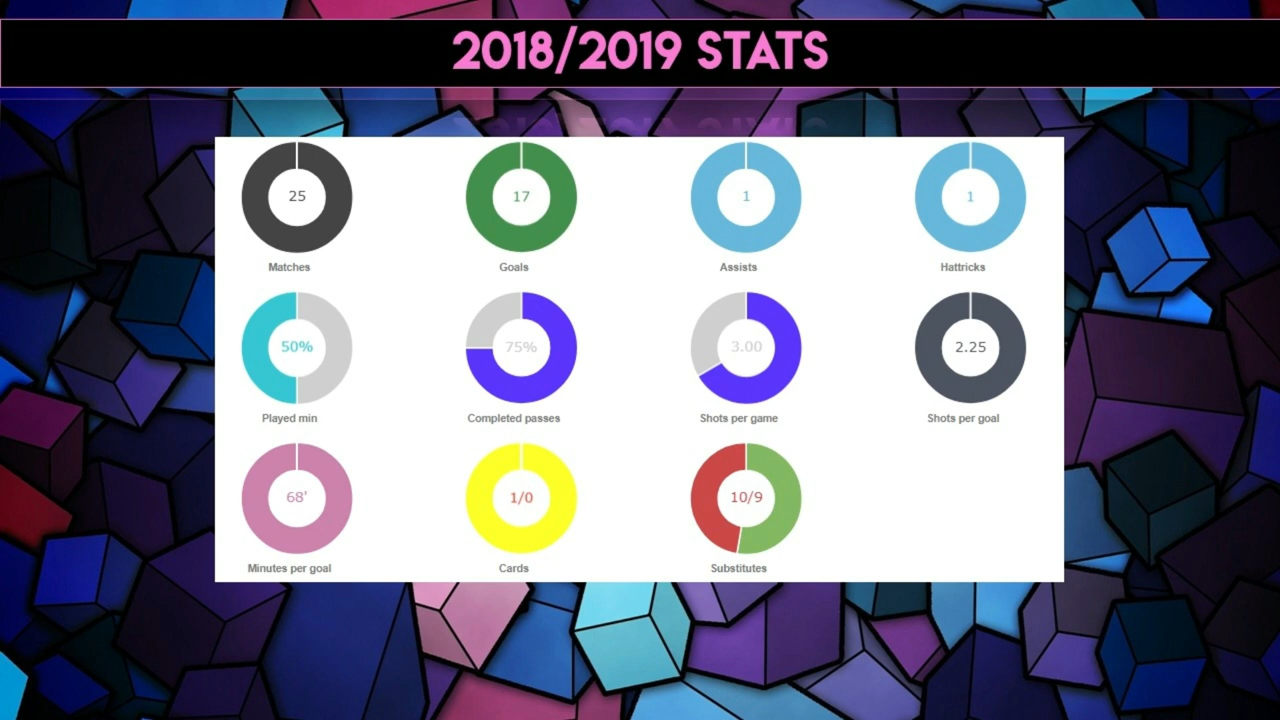 2018/2019 STATS
25 17 1 1
Matches Goals Assists Hattricks
50% 75% 3.00 2.25
Played min Completed passes Shots per game Shots per goal
68' 1/0 10/9
Minutes per goal Cards Substitutes